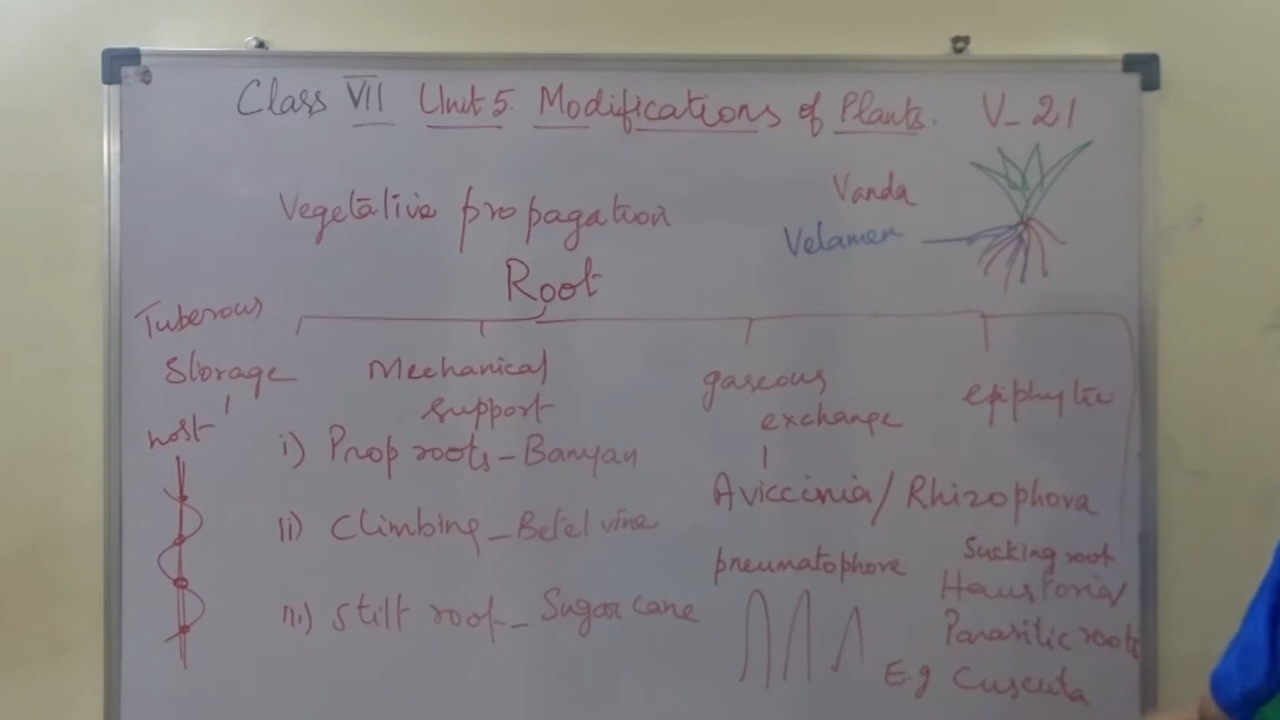 Class VII Unit 5. Modifications of Plants. V-21
Vanda
Vegetative propagation
Velamen
Root
Tuberous
Storage
Mechanical
support
gaseous
exchange
epiphytic
host
i) Prop roots - Banyan
ii) Climbing - Betel vine
iii) Stilt root - Sugar cane
Aviccinia / Rhizophora
pneumatophore
Sucking root
Haustoria/
Parasitic roots
E.g Cuscuta